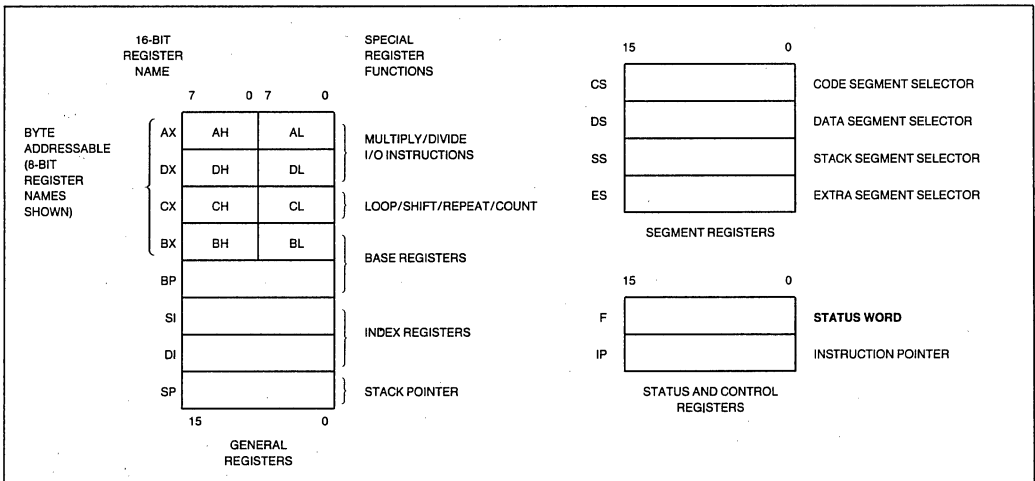 16-BIT
REGISTER
NAME
SPECIAL
REGISTER
FUNCTIONS
7 0 7 0
BYTE
ADDRESSABLE
(8-BIT
REGISTER
NAMES
SHOWN)
AX AH AL
DX DH DL
MULTIPLY/DIVIDE
I/O INSTRUCTIONS
CX CH CL LOOP/SHIFT/REPEAT/COUNT
BX BH BL
BP
BASE REGISTERS
SI
DI
INDEX REGISTERS
SP STACK POINTER
15 0
GENERAL
REGISTERS
15 0
CS CODE SEGMENT SELECTOR
DS DATA SEGMENT SELECTOR
SS STACK SEGMENT SELECTOR
ES EXTRA SEGMENT SELECTOR
SEGMENT REGISTERS
15 0
F STATUS WORD
IP INSTRUCTION POINTER
STATUS AND CONTROL
REGISTERS